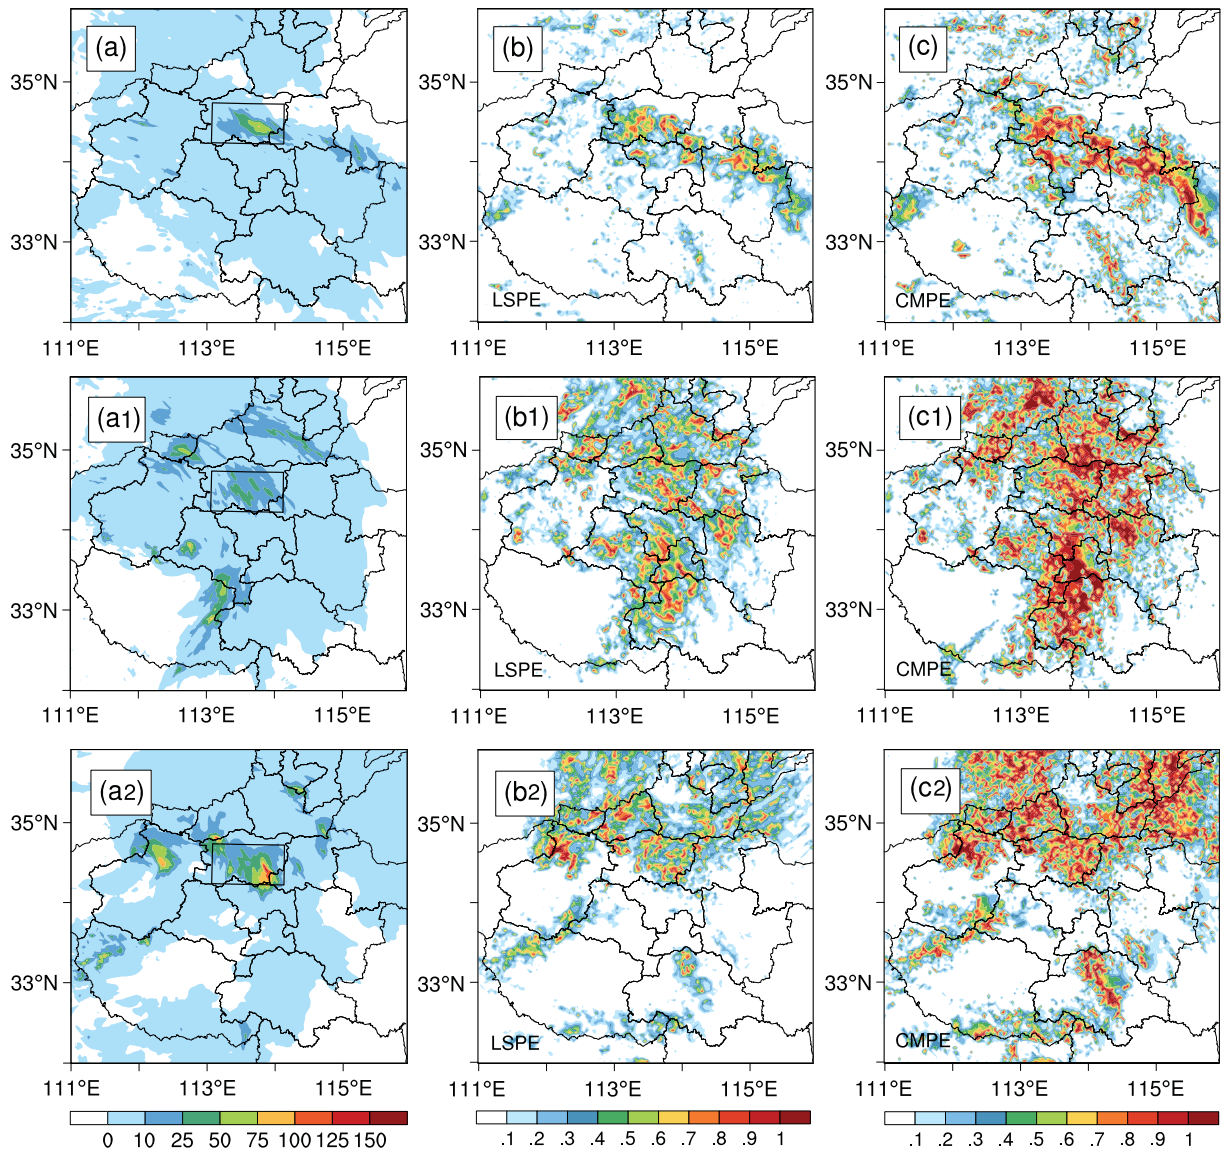 (a) (b) (c)
35°N 35°N 35°N
33°N 33°N 33°N
LSPE CMPE
111°E 113°E 115°E 111°E 113°E 115°E 111°E 113°E 115°E
(a1) (b1) (c1)
35°N 35°N 35°N
33°N 33°N 33°N
LSPE CMPE
111°E 113°E 115°E 111°E 113°E 115°E 111°E 113°E 115°E
(a2) (b2) (c2)
35°N 35°N 35°N
33°N 33°N 33°N
LSPE CMPE
111°E 113°E 115°E 111°E 113°E 115°E 111°E 113°E 115°E
0 10 25 50 75 100 125 150 .1 .2 .3 .4 .5 .6 .7 .8 .9 1 .1 .2 .3 .4 .5 .6 .7 .8 .9 1